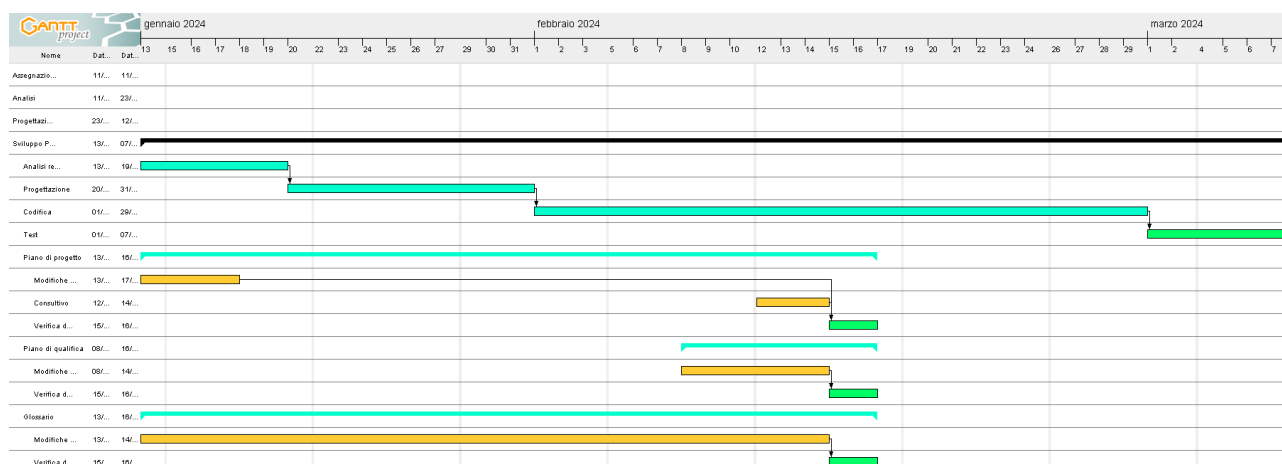 GANTT project
gennaio 2024 febbraio 2024 marzo 2024
13 15 16 17 18 19 20 22 23 24 25 26 27 29 30 31 1 2 3 5 6 7 8 9 10 12 13 14 15 16 17 19 20 21 22 23 24 26 27 28 29 1 2 4 5 6 7
Nome Dat... Dat...
Assegnazio... 11/... 11/...
Analisi 11/... 23/...
Progettazi... 23/... 12/...
Sviluppo P... 13/... 07/...
Analisi re... 13/... 19/...
Progettazione 20/... 31/...
Codifica 01/... 29/...
Test 01/... 07/...
Piano di progetto 13/... 16/...
Modifiche ... 13/... 17/...
Consultivo 12/... 14/...
Verifica d... 15/... 16/...
Piano di qualifica 08/... 16/...
Modifiche ... 08/... 14/...
Verifica d... 15/... 16/...
Glossario 13/... 16/...
Modifiche ... 13/... 14/...
Verifica d... 15/... 16/...